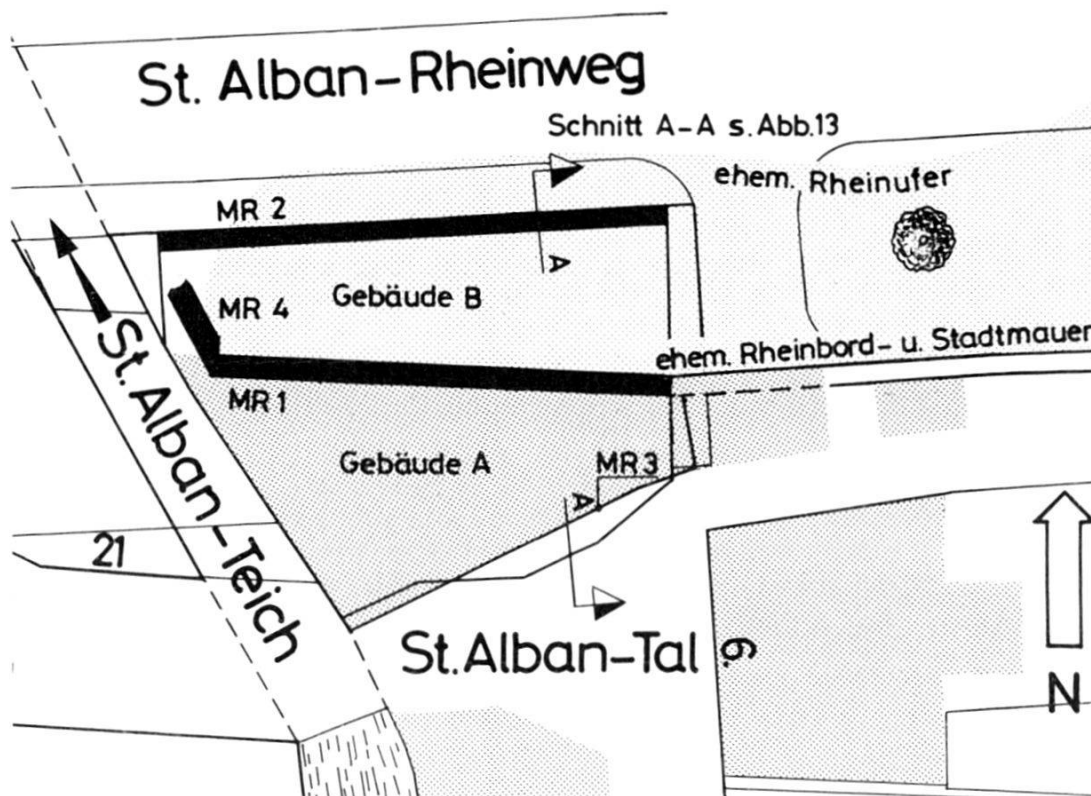 St. Alban-Rheinweg
Schnitt A-A s. Abb. 13
ehem. Rheinufer
MR 2
A
MR 4
Gebäude B
ehem. Rheinbord- u. Stadtmauer
MR 1
Gebäude A
MR 3
A
St. Alban-Teich
21
St. Alban-Tal
6.
N